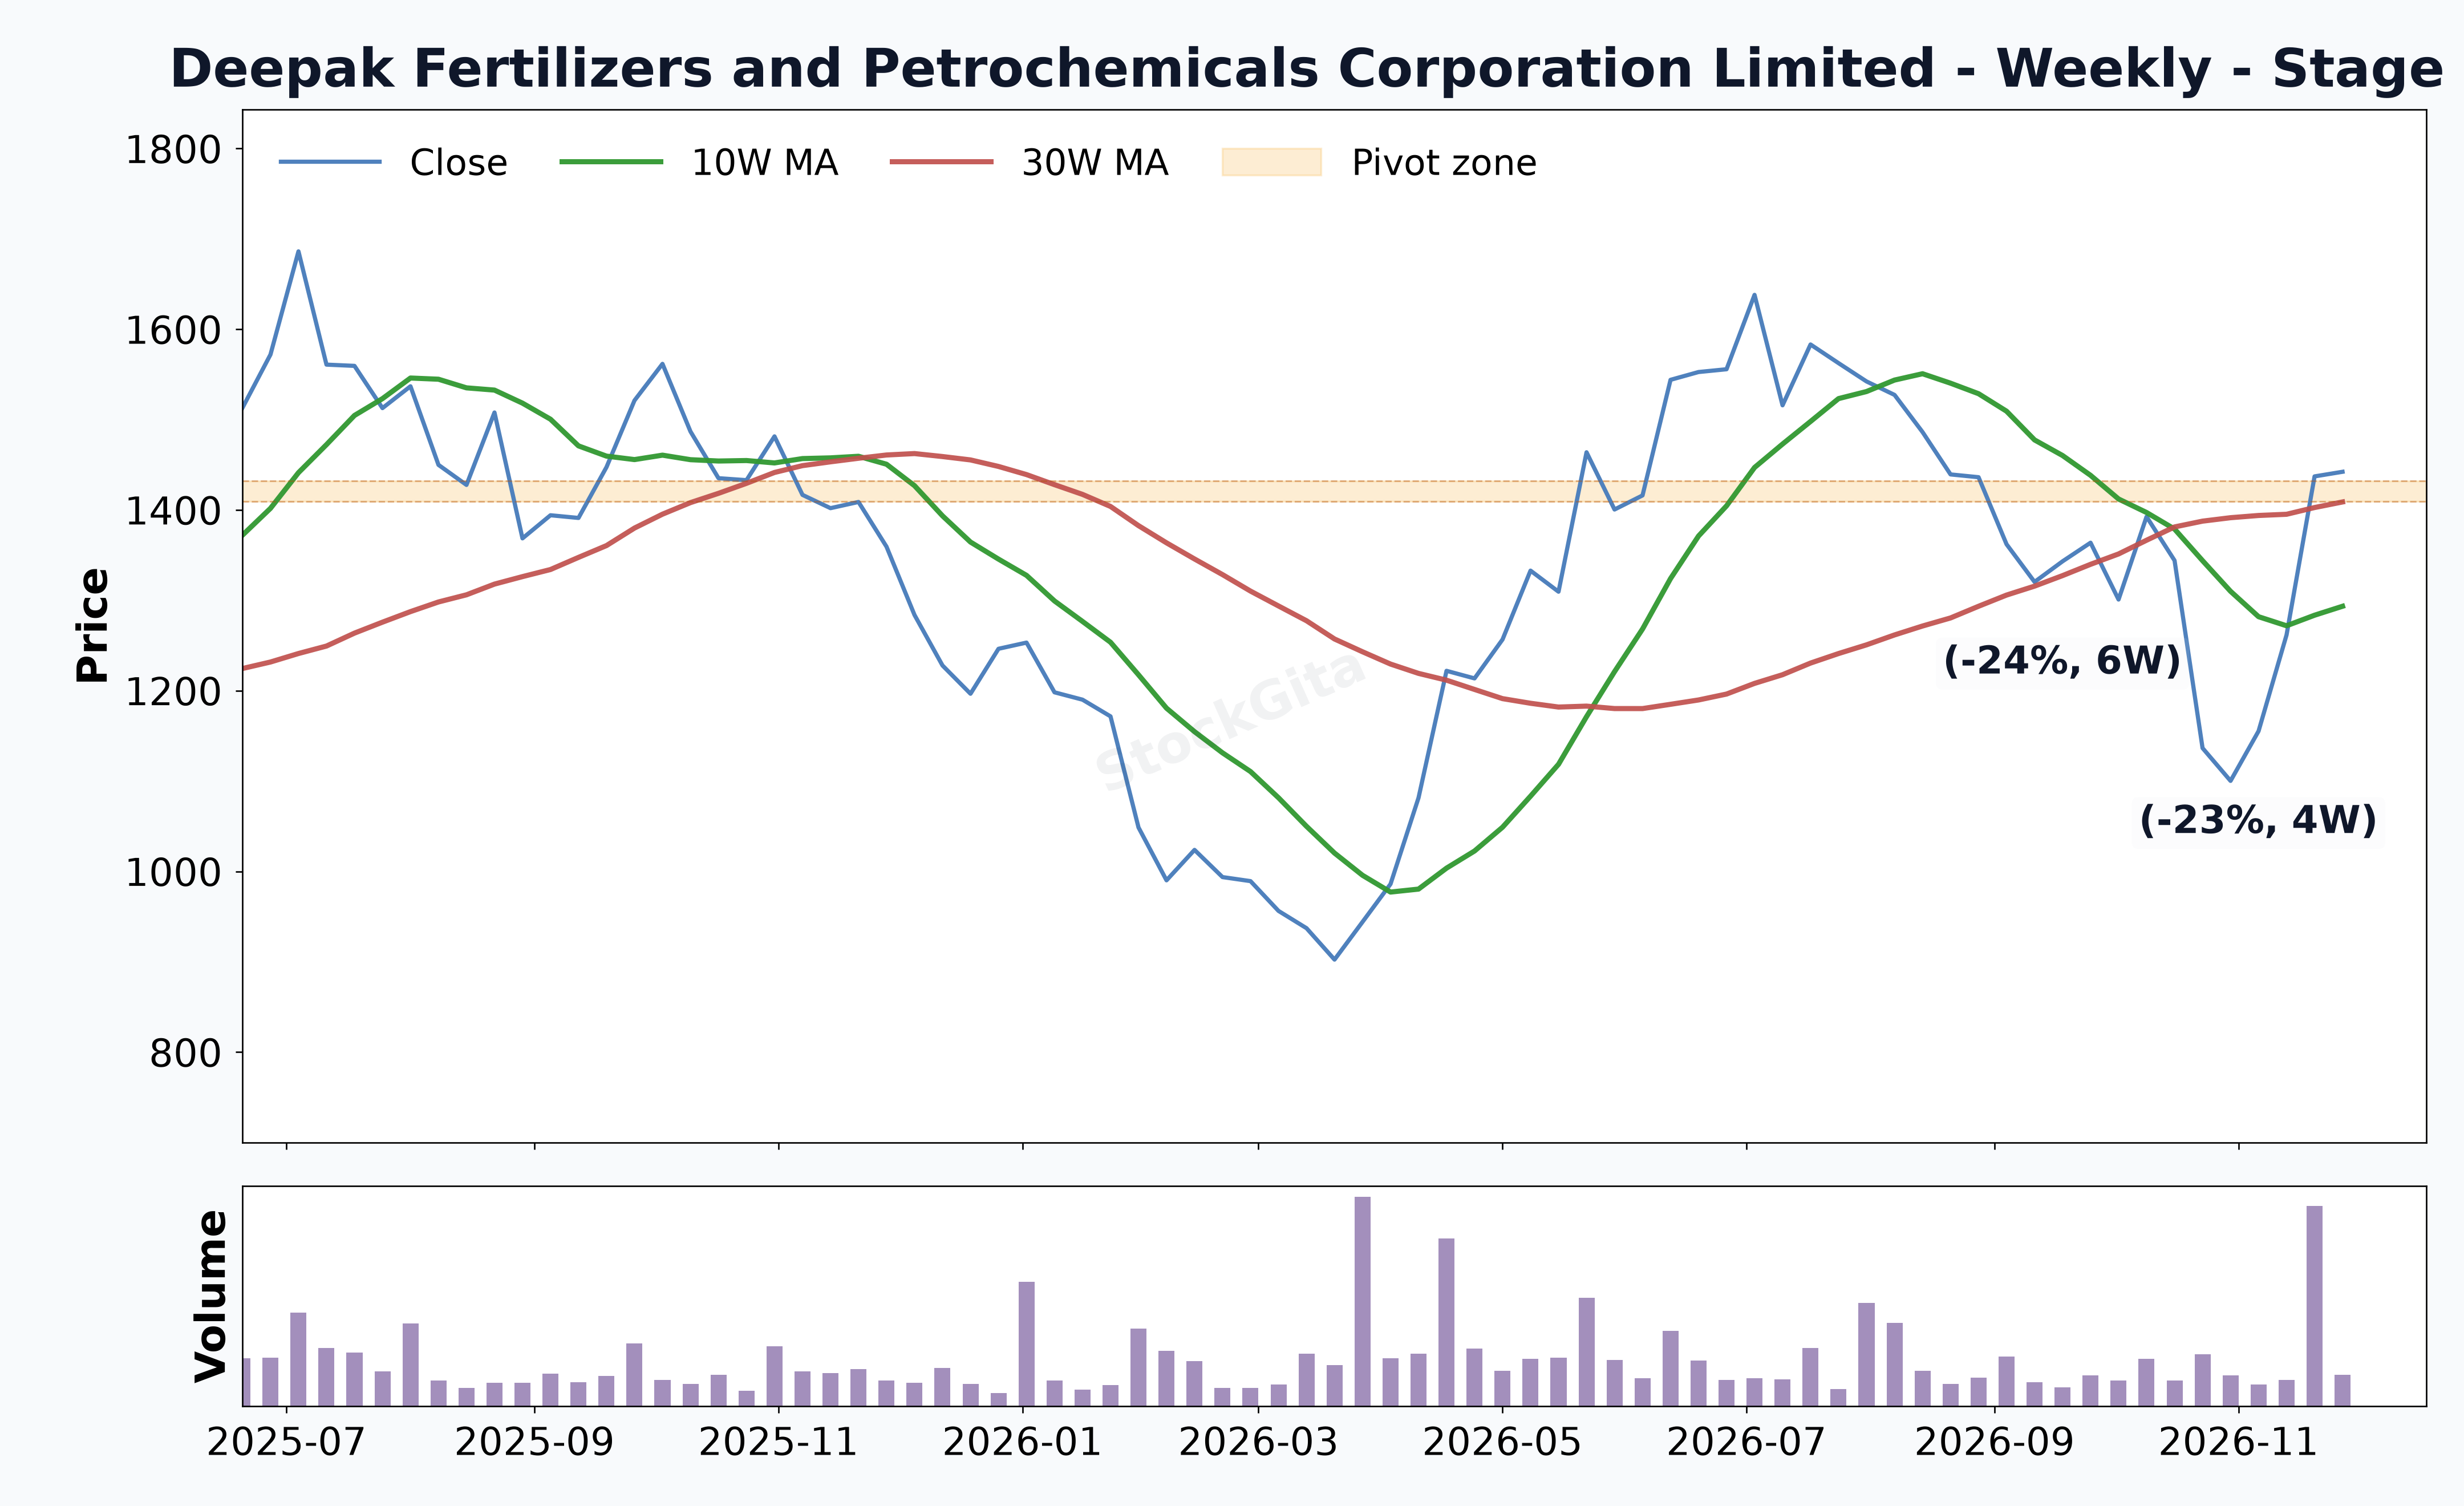 Deepak Fertilizers and Petrochemicals Corporation Limited - Weekly - Stage
Close 10W MA 30W MA Pivot zone
1800
1600
1400
1200
1000
800
Price
(-24%, 6W)
(-23%, 4W)
StockGita
Volume
2025-07 2025-09 2025-11 2026-01 2026-03 2026-05 2026-07 2026-09 2026-11